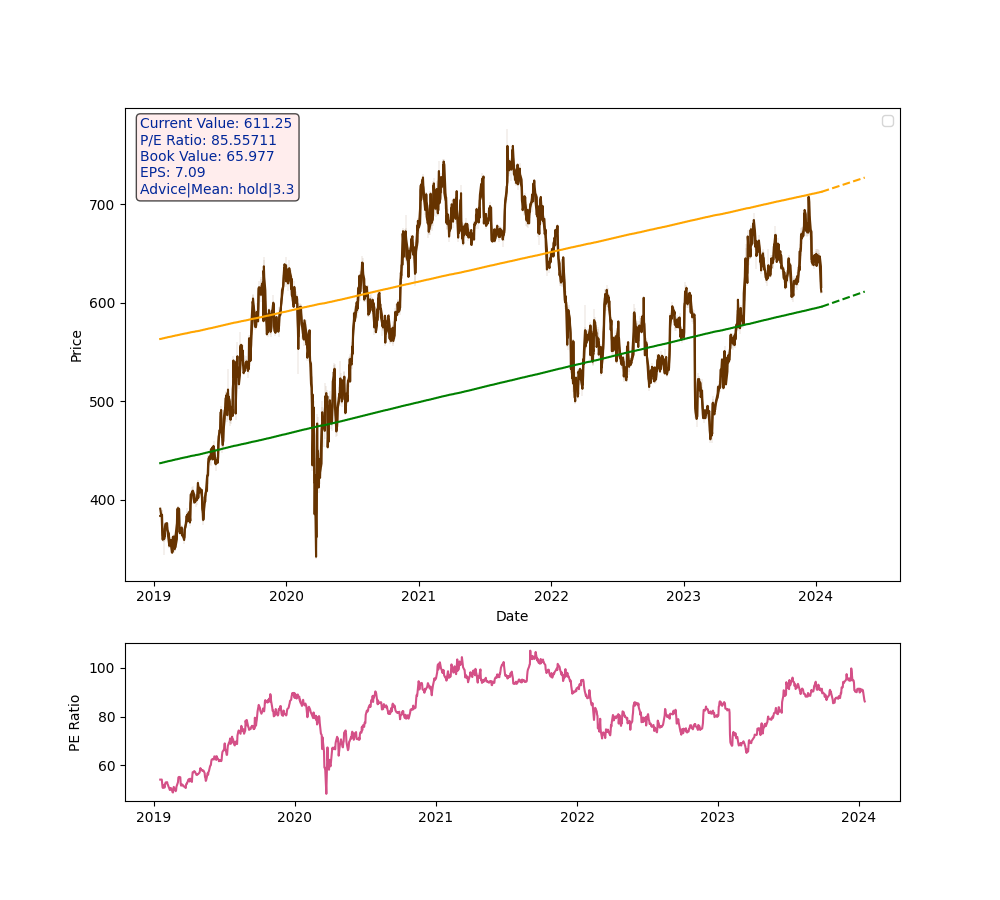 Current Value: 611.25
P/E Ratio: 85.55711
Book Value: 65.977
EPS: 7.09
Advice|Mean: hold|3.3
700
600
500
400
Price
2019 2020 2021 2022 2023 2024
Date
100
80
60
PE Ratio
2019 2020 2021 2022 2023 2024